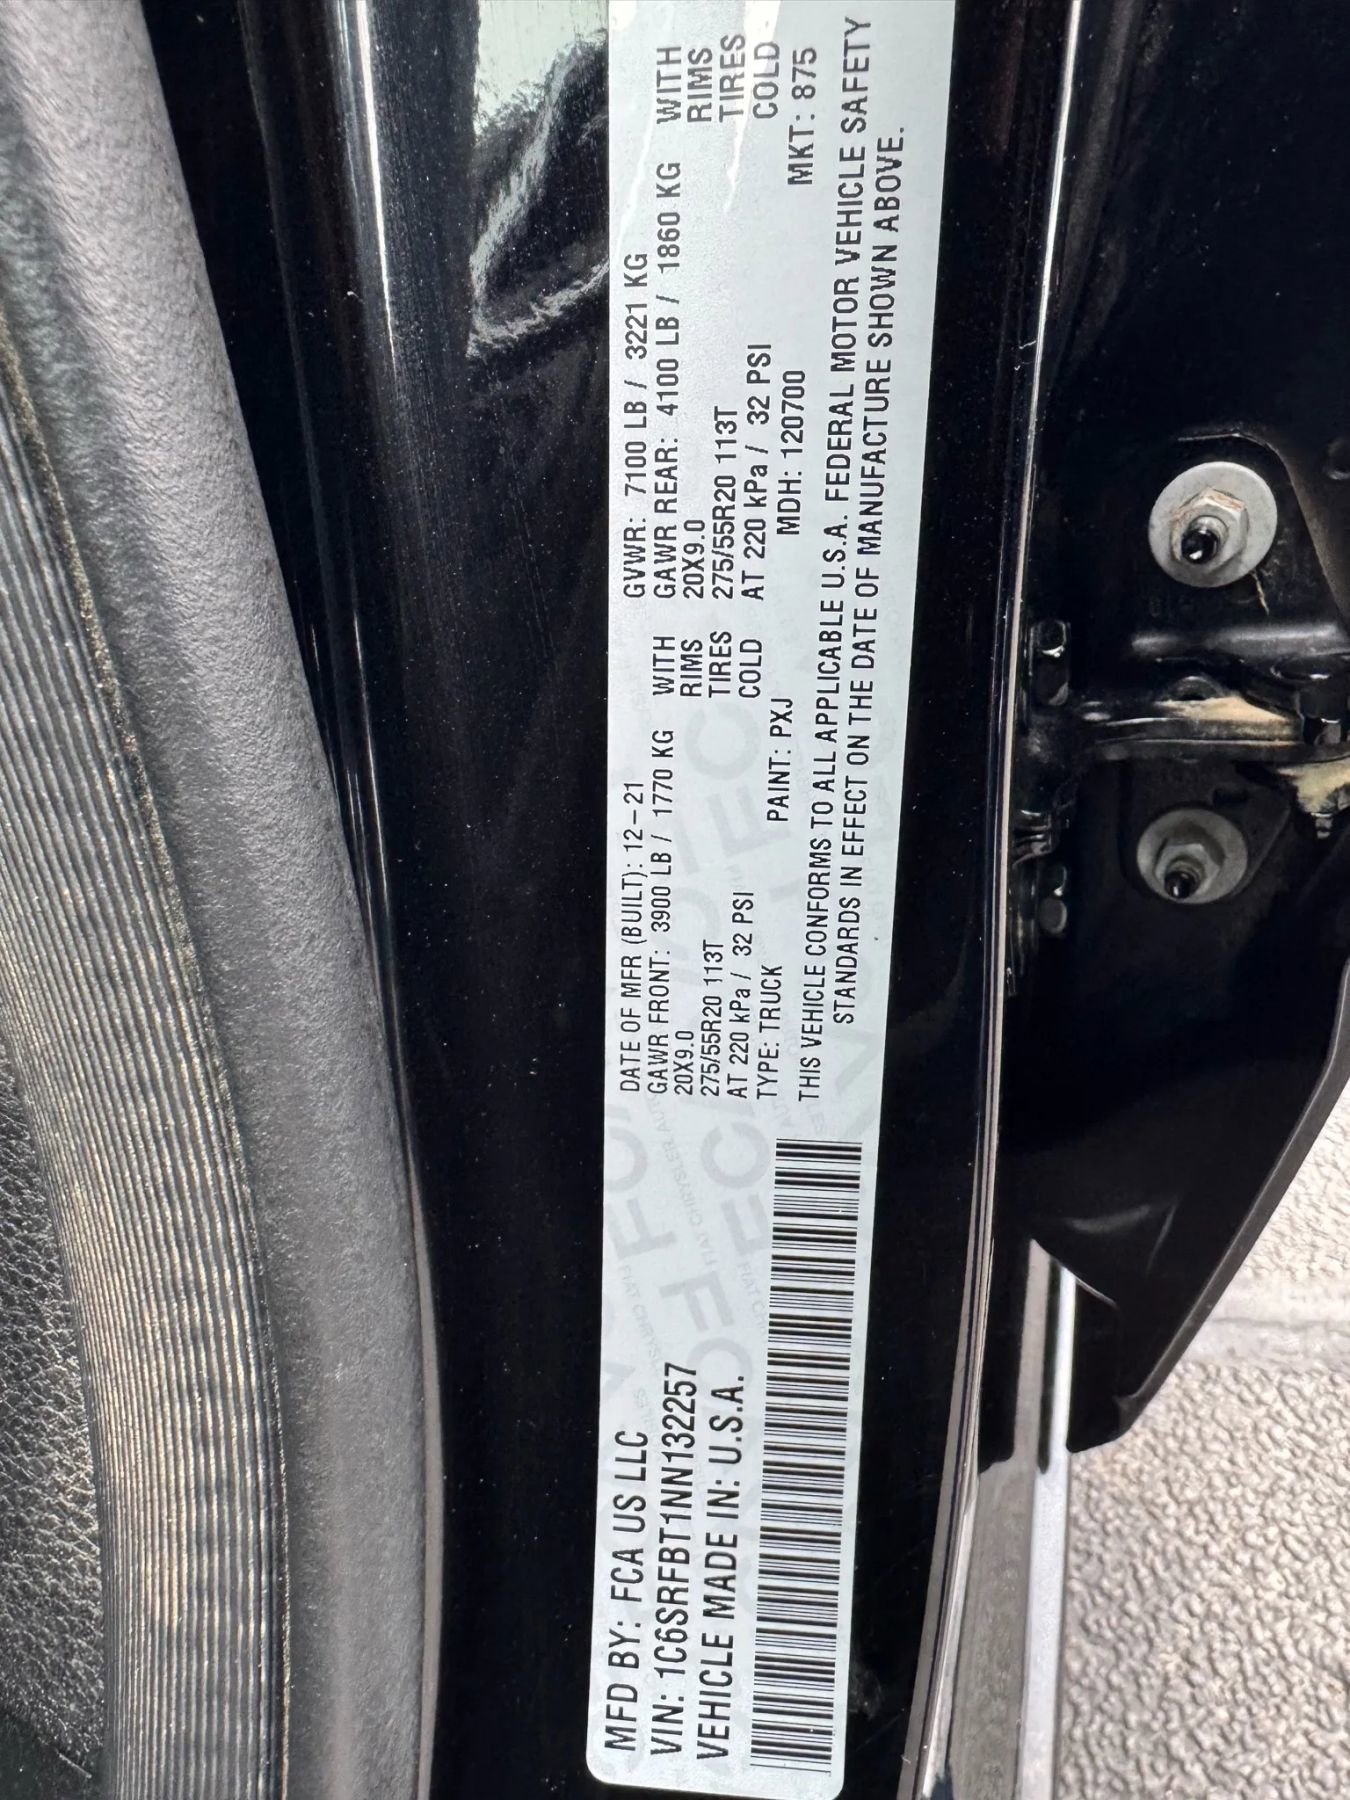 MFD BY: FCA US LLC
VIN: 1C6SRFBT1NN132257
VEHICLE MADE IN: U.S.A.
DATE OF MFR (BUILT): 12-21
GAWR FRONT: 3900 LB / 1770 KG WITH
20X9.0 RIMS
275/55R20 113T TIRES
AT 220 kPa / 32 PSI COLD
TYPE: TRUCK PAINT: PXJ
GVWR: 7100 LB / 3221 KG
GAWR REAR: 4100 LB / 1860 KG WITH
20X9.0 RIMS
275/55R20 113T TIRES
AT 220 kPa / 32 PSI COLD
MDH: 120700 MKT: 875
THIS VEHICLE CONFORMS TO ALL APPLICABLE U.S.A. FEDERAL MOTOR VEHICLE SAFETY
STANDARDS IN EFFECT ON THE DATE OF MANUFACTURE SHOWN ABOVE.